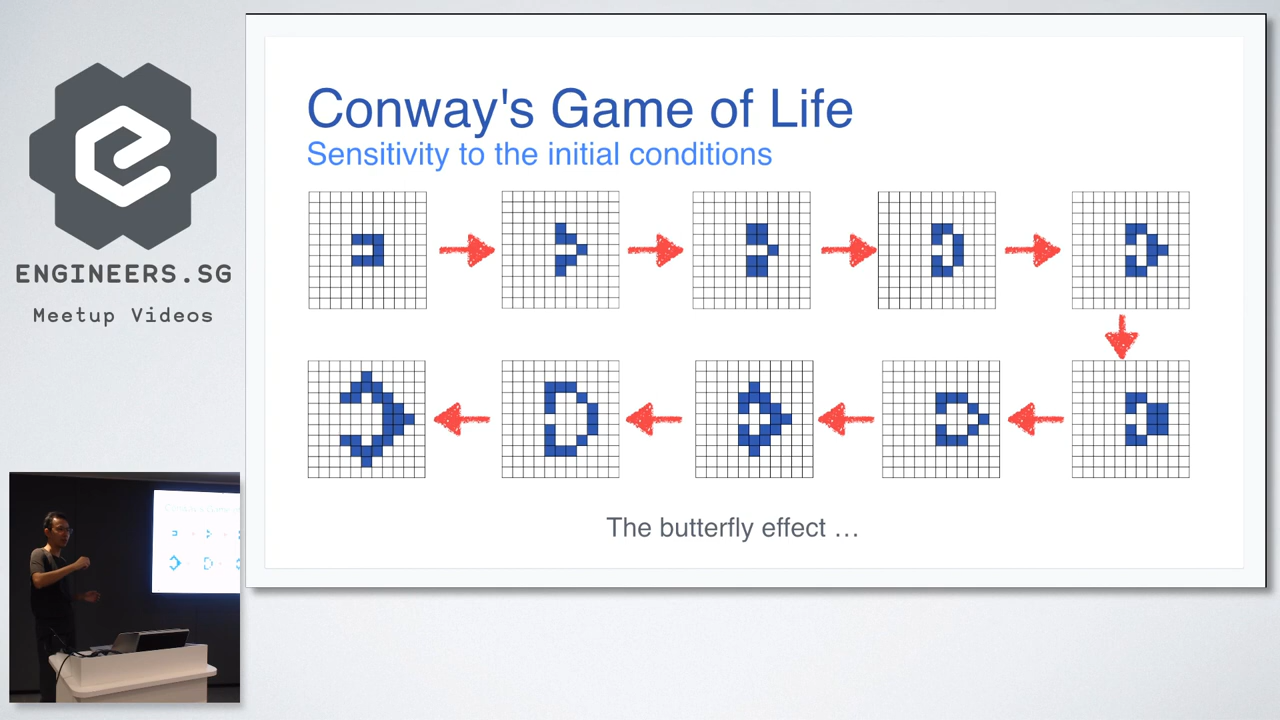 Conway's Game of Life
Sensitivity to the initial conditions
The butterfly effect …
ENGINEERS.SG
Meetup Videos